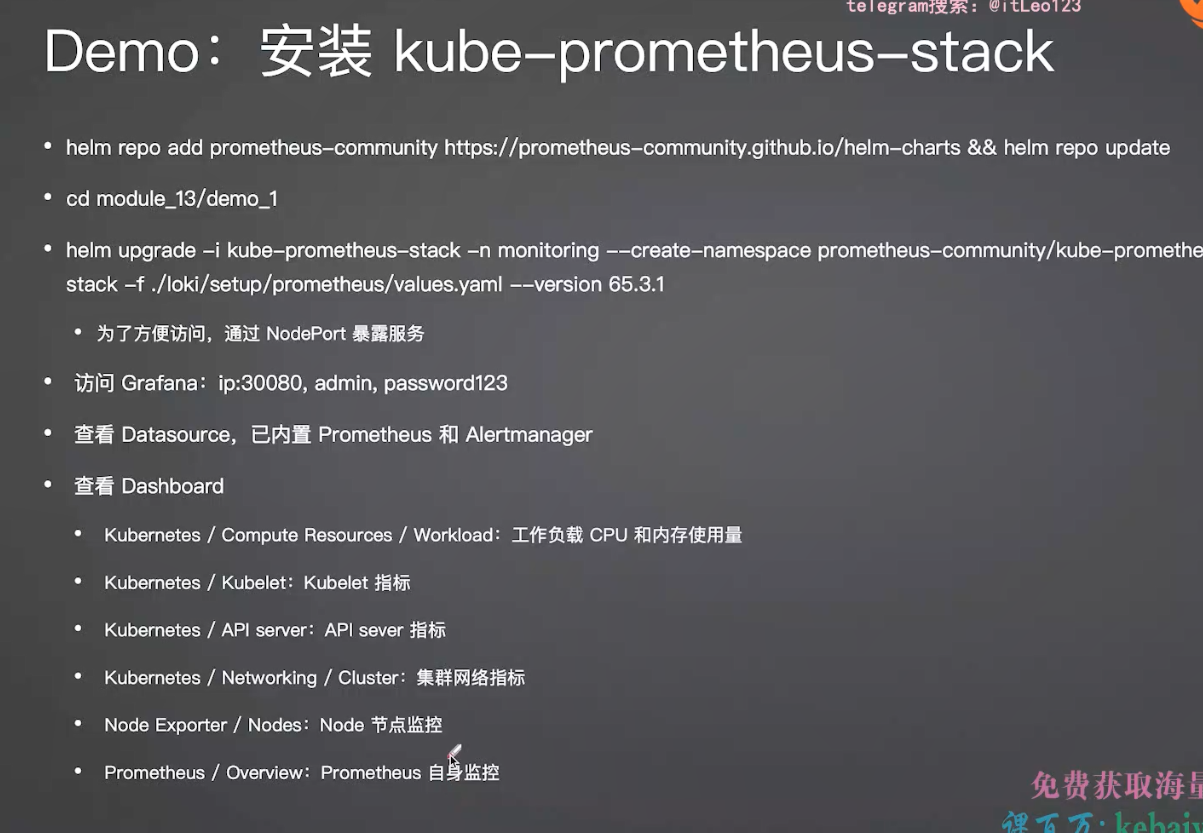 telegram搜索：@itLeo123
Demo：安装 kube-prometheus-stack
• helm repo add prometheus-community https://prometheus-community.github.io/helm-charts && helm repo update
• cd module_13/demo_1
• helm upgrade -i kube-prometheus-stack -n monitoring --create-namespace prometheus-community/kube-promethe
stack -f ./loki/setup/prometheus/values.yaml --version 65.3.1
• 为了方便访问，通过 NodePort 暴露服务
• 访问 Grafana：ip:30080, admin, password123
• 查看 Datasource，已内置 Prometheus 和 Alertmanager
• 查看 Dashboard
• Kubernetes / Compute Resources / Workload：工作负载 CPU 和内存使用量
• Kubernetes / Kubelet：Kubelet 指标
• Kubernetes / API server：API sever 指标
• Kubernetes / Networking / Cluster：集群网络指标
• Node Exporter / Nodes：Node 节点监控
• Prometheus / Overview：Prometheus 自身监控
免费获取海量